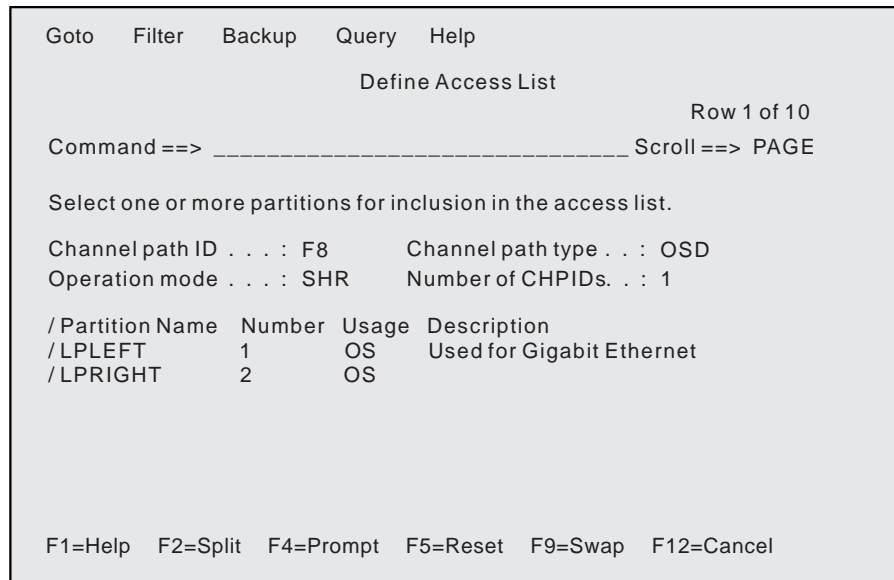 Goto Filter Backup Query Help
Define Access List
Row 1 of 10
Command ==> _______________________________ Scroll ==> PAGE
Select one or more partitions for inclusion in the access list.
Channel path ID . . . : F8 Channel path type . . : OSD
Operation mode . . . : SHR Number of CHPIDs. . : 1
/ Partition Name Number Usage Description
/ LPLEFT 1 OS Used for Gigabit Ethernet
/ LPRIGHT 2 OS
F1=Help F2=Split F4=Prompt F5=Reset F9=Swap F12=Cancel